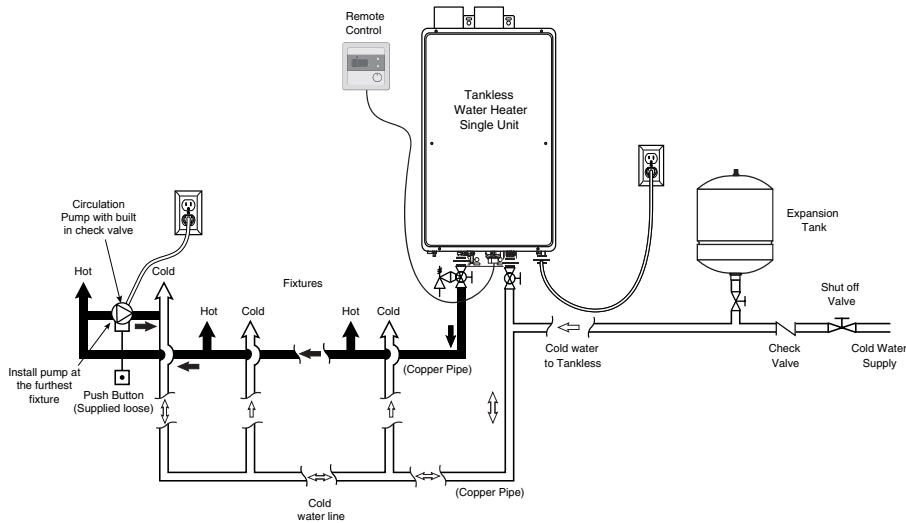 Remote
Control
Tankless
Water Heater
Single Unit
Circulation
Pump with built
in check valve
Expansion
Tank
Hot
Cold
Fixtures
Shut off
Valve
Hot
Cold
Hot
Cold
Install pump at
the furthest
fixture
Push Button
(Supplied loose)
(Copper Pipe)
Cold water
to Tankless
Check
Valve
Cold Water
Supply
(Copper Pipe)
Cold
water line